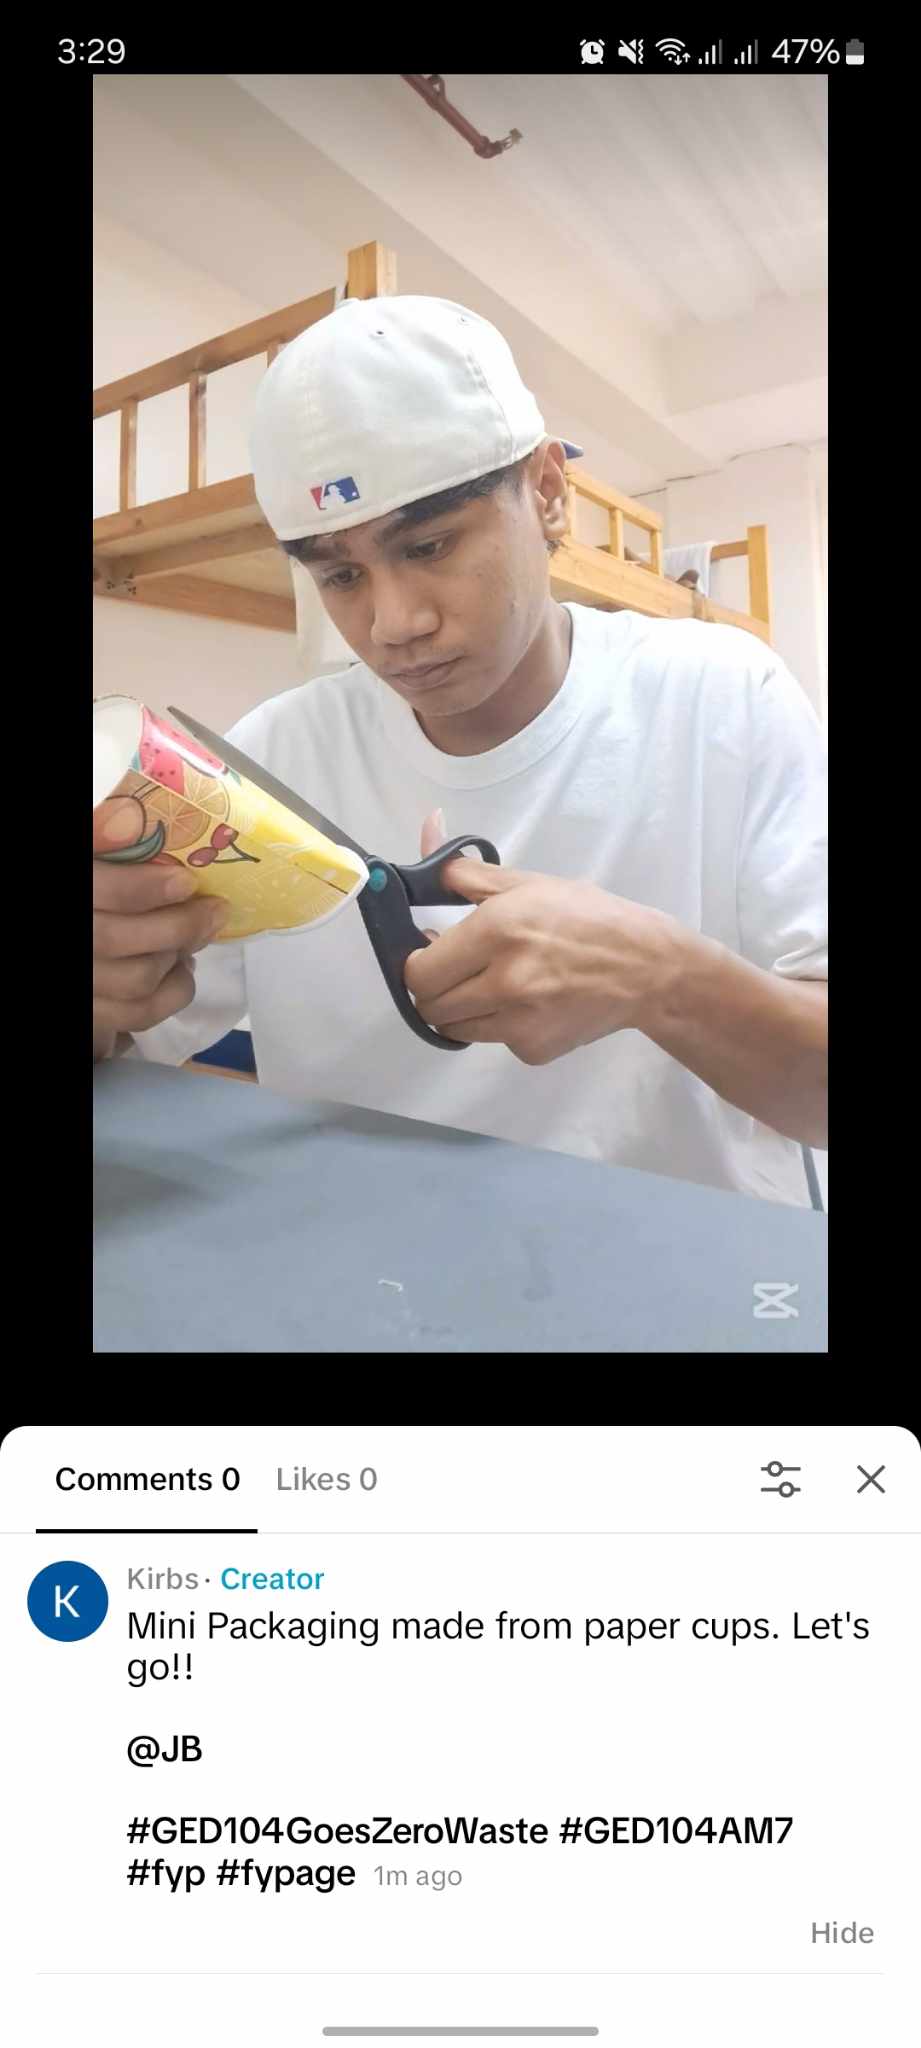 3:29
47%
Comments 0
Likes 0
Kirbs · Creator
Mini Packaging made from paper cups. Let's
go!!
@JB
#GED104GoesZeroWaste #GED104AM7
#fyp #fypage 1m ago
Hide
K